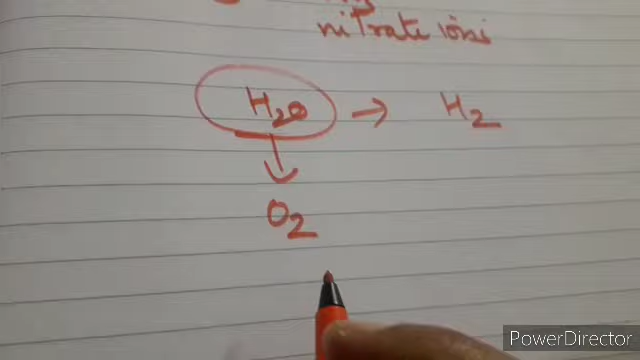 nitrate ions
H2O → H2
↓
O2
PowerDirector